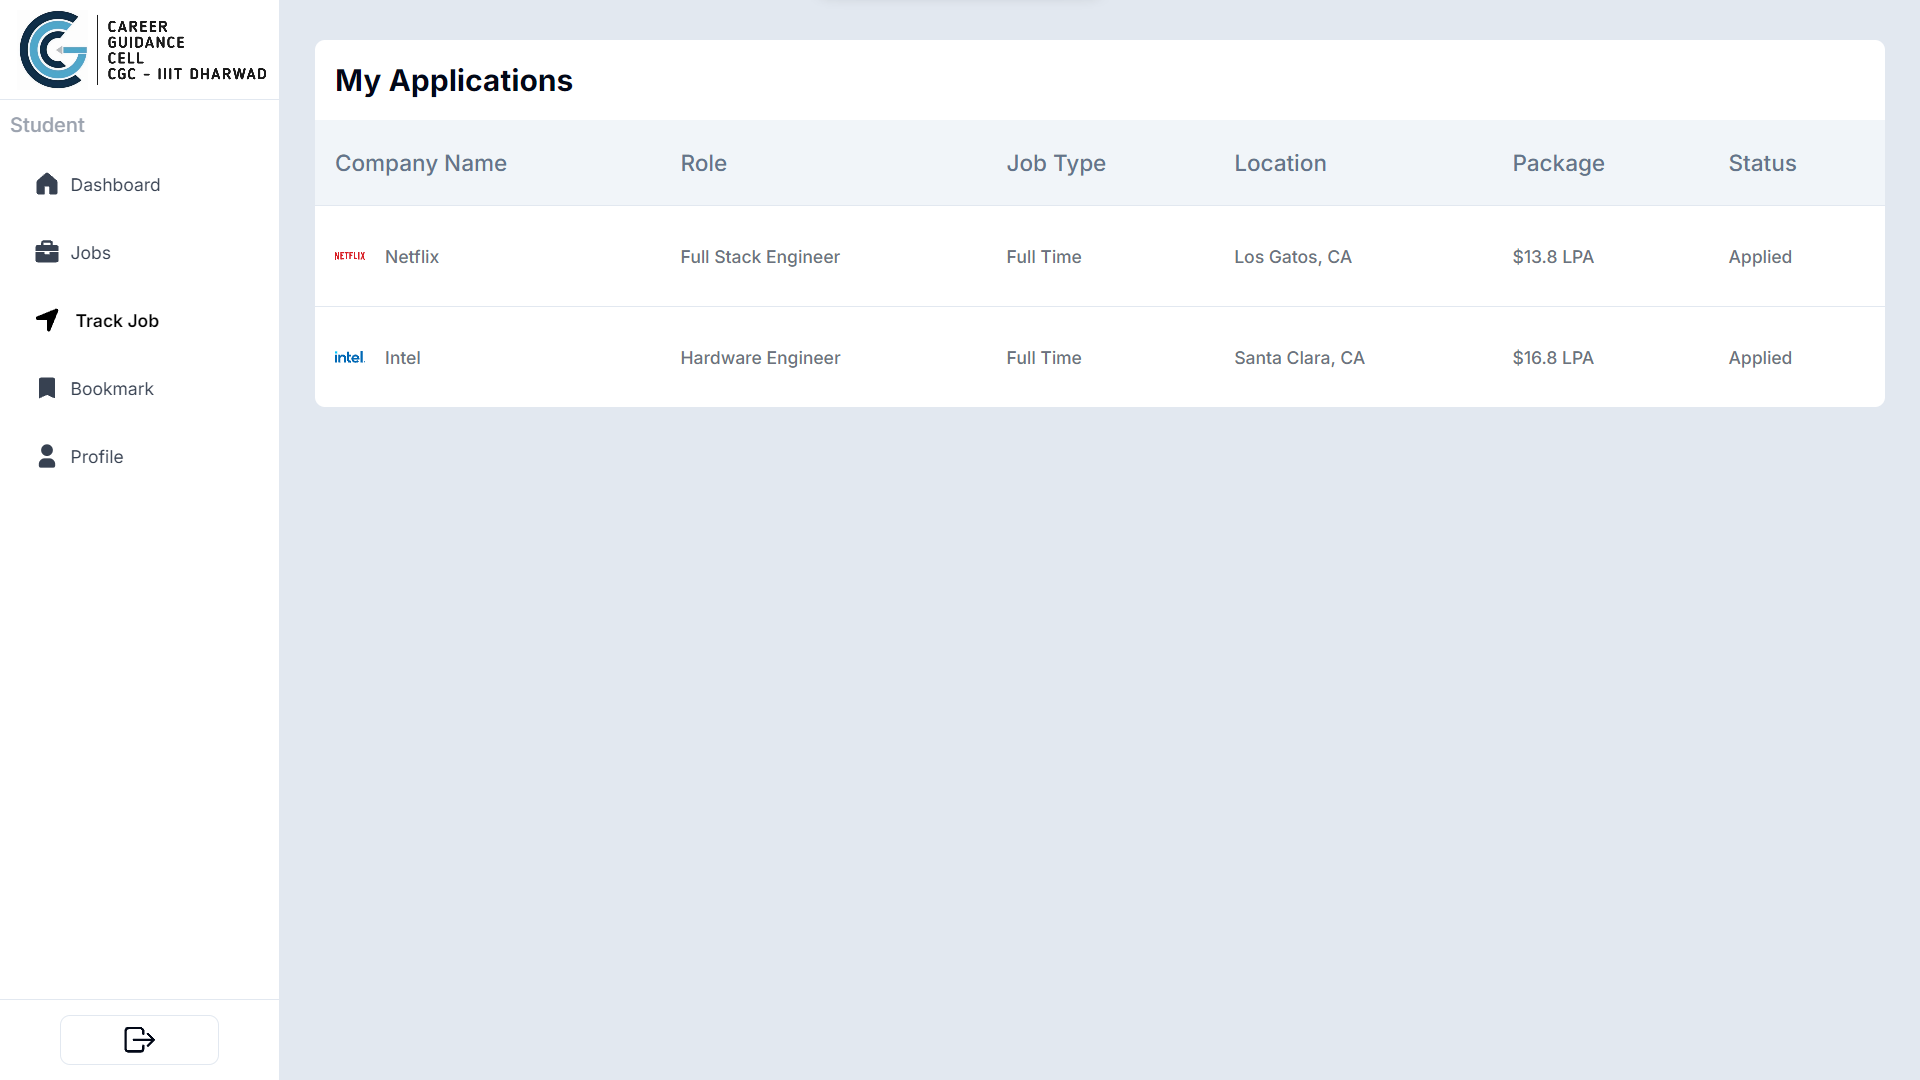 CAREER
GUIDANCE
CELL
CGC - IIIT DHARWAD
Student
Dashboard
Jobs
Track Job
Bookmark
Profile
My Applications
Company Name Role Job Type Location Package Status
NETFLIX Netflix Full Stack Engineer Full Time Los Gatos, CA $13.8 LPA Applied
intel. Intel Hardware Engineer Full Time Santa Clara, CA $16.8 LPA Applied